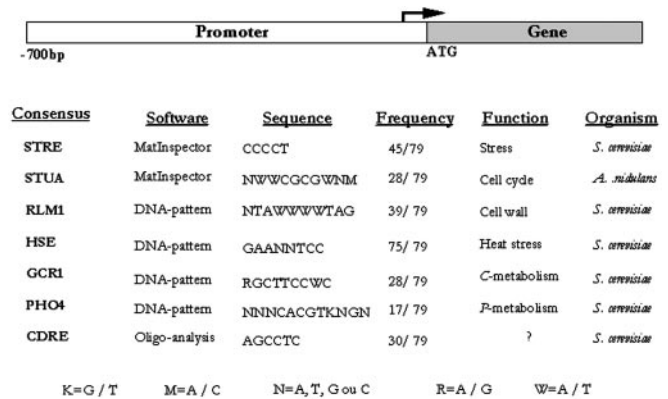 Promoter Gene
-700bp ATG
Consensus Software Sequence Frequency Function Organism
STRE MatInspector CCCCT 45/79 Stress S. cerevisiae
STUA MatInspector NWWCGCGWNM 28/ 79 Cell cycle A. nidulans
RLM1 DNA-pattern NTAWWWWTAG 39/ 79 Cell wall S. cerevisiae
HSE DNA-pattern GAANNTCC 75/ 79 Heat stress S. cerevisiae
GCR1 DNA-pattern RGCTTCCWC 28/ 79 C-metabolism S. cerevisiae
PHO4 DNA-pattern NNNCACGTKNGN 17/ 79 P-metabolism S. cerevisiae
CDRE Oligo-analysis AGCCTC 30/ 79 ? S. cerevisiae
K=G / T M=A / C N=A, T, G ou C R=A / G W=A / T